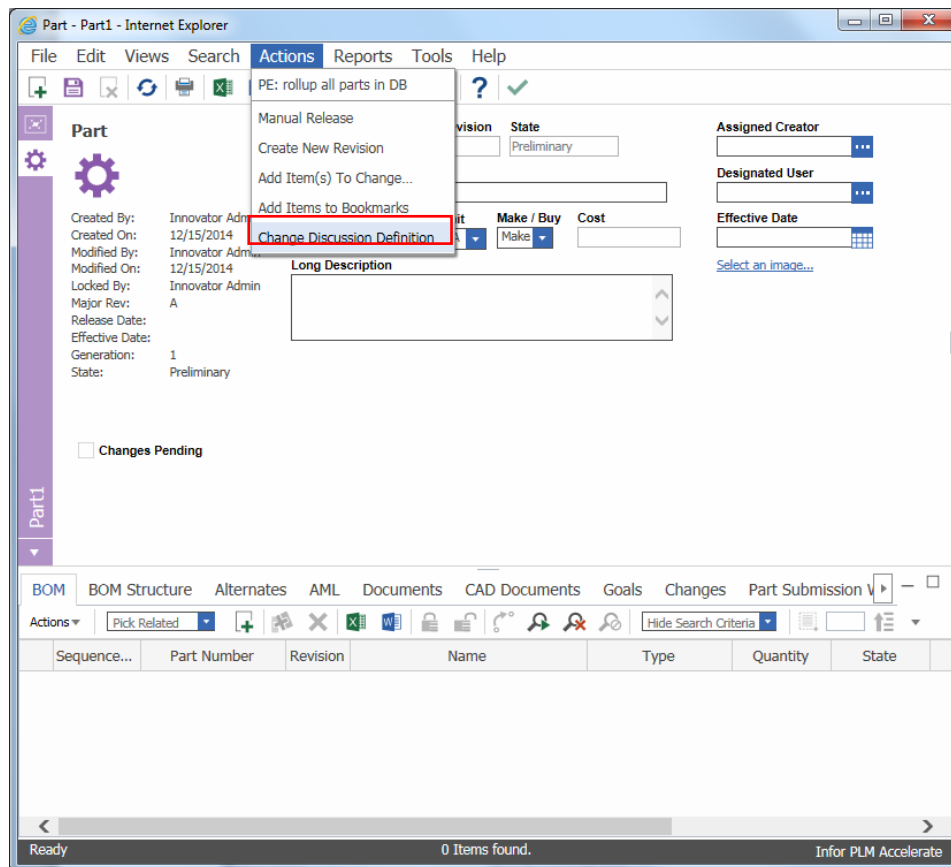 Part - Part1 - Internet Explorer
File Edit Views Search Actions Reports Tools Help
PE: rollup all parts in DB
Manual Release
Create New Revision
Add Item(s) To Change...
Add Items to Bookmarks
Change Discussion Definition
Part
vision State
Preliminary
Assigned Creator
Designated User
Make / Buy Cost
Make
Effective Date
Select an image...
Created By: Innovator Adm
Created On: 12/15/2014
Modified By: Innovator Admin
Modified On: 12/15/2014
Locked By: Innovator Admin
Major Rev: A
Release Date:
Effective Date:
Generation: 1
State: Preliminary
Long Description
Changes Pending
Part1
BOM BOM Structure Alternates AML Documents CAD Documents Goals Changes Part Submission W
Actions Pick Related Hide Search Criteria
Sequence... Part Number Revision Name Type Quantity State
Ready 0 Items found. Infor PLM Accelerate